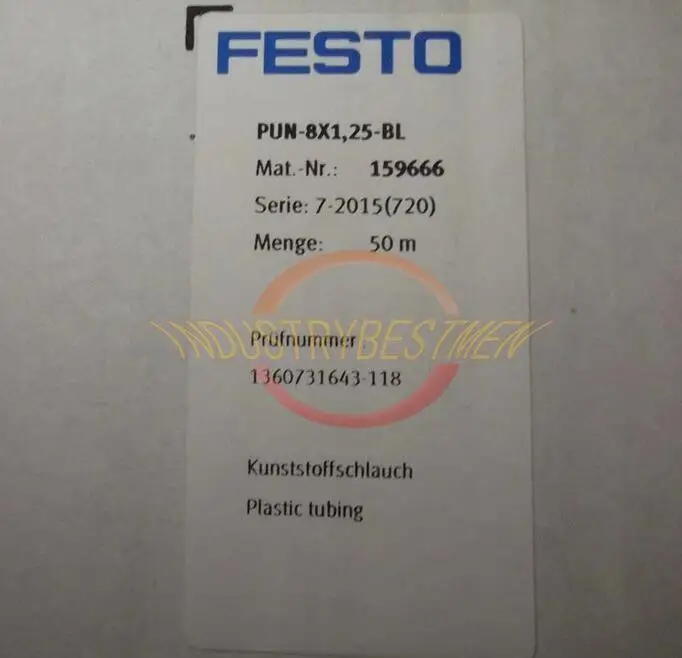 FESTO
PUN-8X1,25-BL
Mat.-Nr.: 159666
Serie: 7-2015(720)
Menge: 50 m
INDUSTRYBESTMEN
Prüfnummer:
1360731643-118
Kunststoffschlauch
Plastic tubing